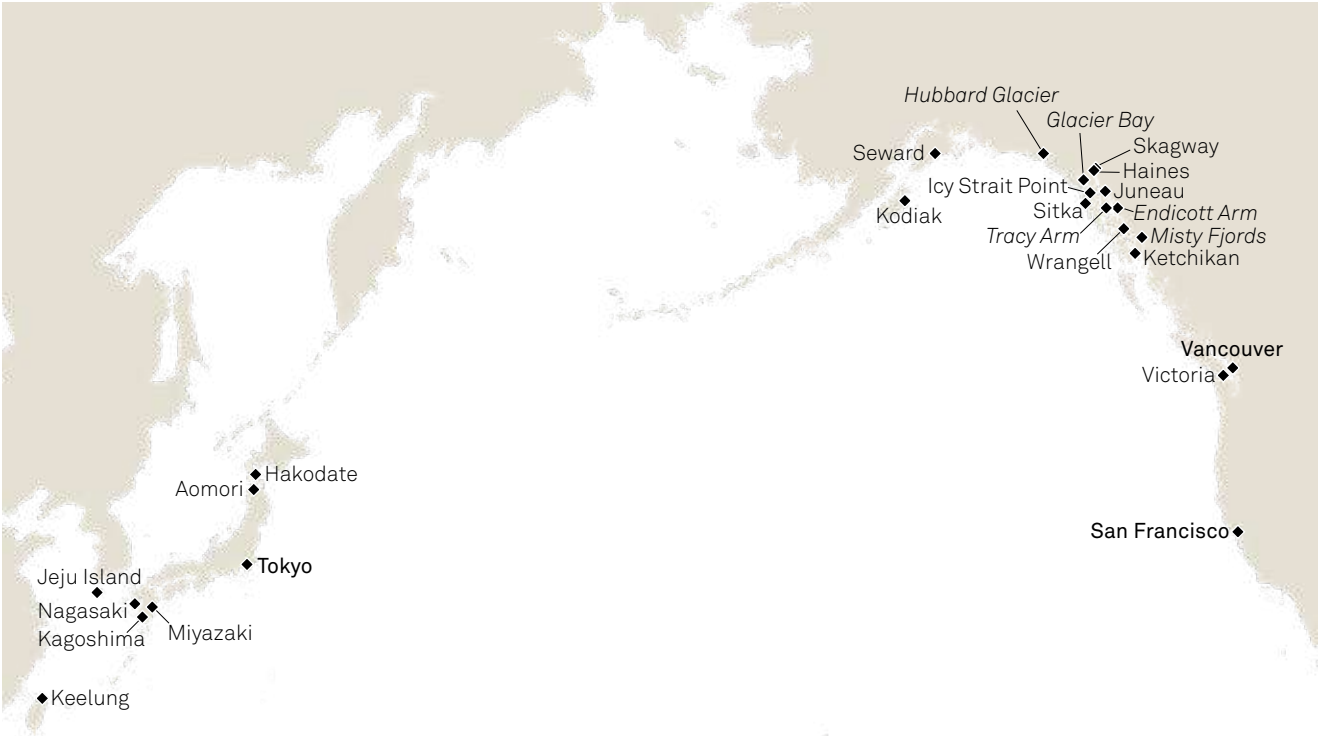 Hubbard Glacier
Glacier Bay
Skagway
Seward
Haines
Icy Strait Point
Juneau
Kodiak
Sitka
Endicott Arm
Tracy Arm
Misty Fjords
Wrangell
Ketchikan
Vancouver
Victoria
Hakodate
Aomori
San Francisco
Tokyo
Jeju Island
Nagasaki
Kagoshima
Miyazaki
Keelung